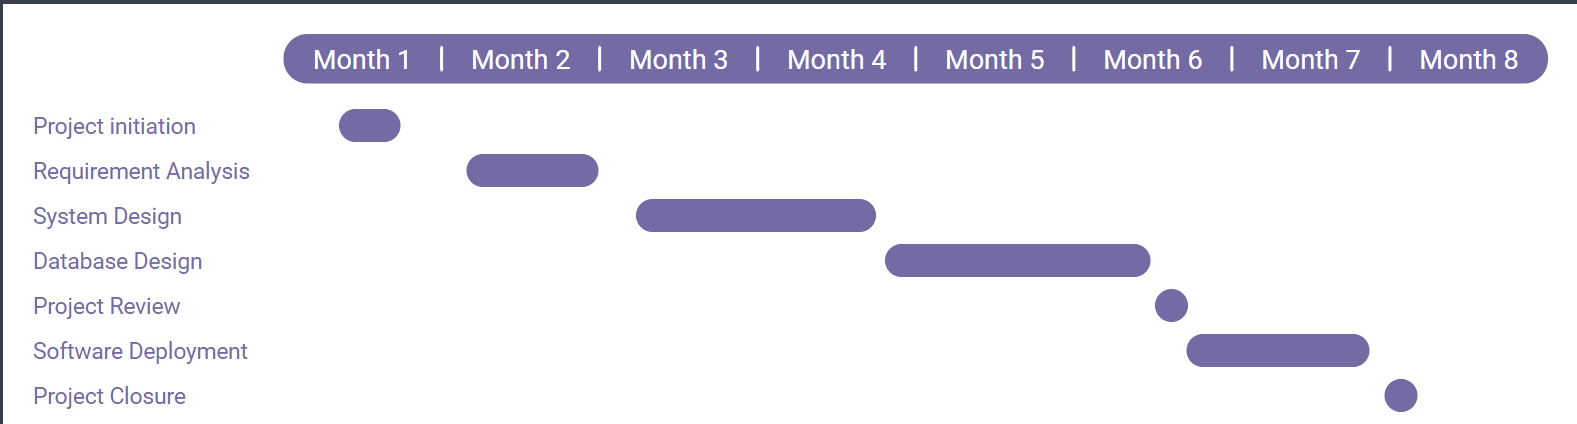 Month 1 | Month 2 | Month 3 | Month 4 | Month 5 | Month 6 | Month 7 | Month 8
Project initiation
Requirement Analysis
System Design
Database Design
Project Review
Software Deployment
Project Closure